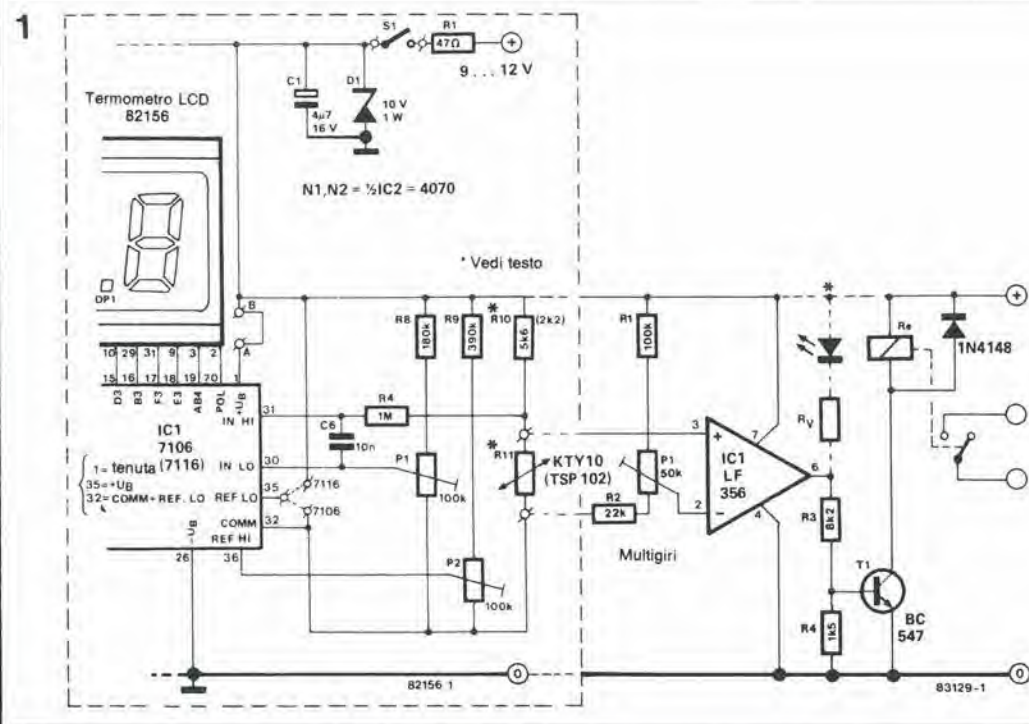 1
S1
R1
47Ω
+
9 . . . 12 V
C1
4µ7
16 V
D1
10 V
1 W
Termometro LCD
82156
N1,N2 = ½IC2 = 4070
* Vedi testo
DP1
B
A
10 29 31 9 3 2 1
15 16 17 18 19 70
D3 B3 F3 E3 AB4 POL +UB
IN HI
31
R4
1M
C6
10n
IC1
7106
(7116)
IN LO
30
1 = tenuta
35=+UB
32=COMM+REF. LO
REF LO
35
7116
7106
COMM
32
REF HI
36
UB
26
R8
180k
R9
390k
*
R10
5k6
(2k2)
P1
100k
P2
100k
*
R11
KTY10
(TSP 102)
R1
100k
R2
22k
P1
50k
Multigiri
3
+
2
−
7
IC1
LF
356
6
4
*
RV
R3
8k2
R4
1k5
T1
BC
547
Re
1N4148
+
82156 1
0
83129-1
0